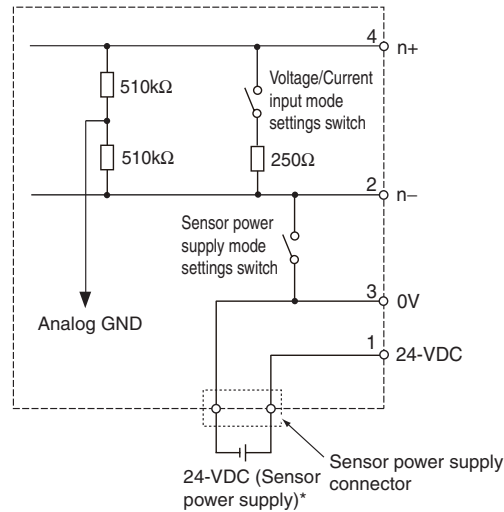 4
n+
510kΩ
Voltage/Current
input mode
settings switch
510kΩ
250Ω
2
n–
Sensor power
supply mode
settings switch
3
0V
Analog GND
1
24-VDC
24-VDC (Sensor
power supply)*
Sensor power supply
connector